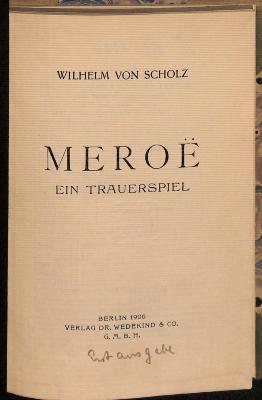 WILHELM VON SCHOLZ
MEROË
EIN TRAUERSPIEL
BERLIN 1906
VERLAG DR. WEDEKIND & CO.
G. M. B. H.
Erstausgabe